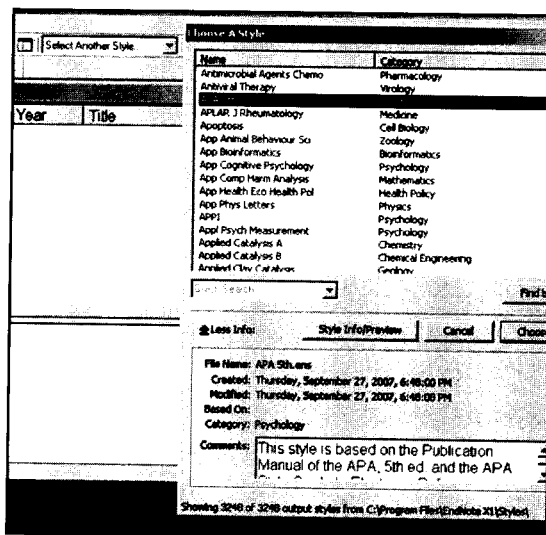 Choose A Style
Select Another Style
Name Category
Antimicrobial Agents Chemo Pharmacology
Antiviral Therapy Virology
APLAR J Rheumatology Medicine
Apoptosis Cell Biology
App Animal Behaviour Sci Zoology
App Bioinformatics Bioinformatics
App Cognitive Psychology Psychology
App Comp Harm Analysis Mathematics
App Health Eco Health Pol Health Policy
App Phys Letters Physics
APPI Psychology
Appl Psych Measurement Psychology
Applied Catalysis A Chemistry
Applied Catalysis B Chemical Engineering
Applied Clay Catalysis Geology
Year Title
Quick Search
Find
Less Info: Style Info/Preview Cancel Choose
File Name: APA 5th.ens
Created: Thursday, September 27, 2007, 6:48:00 PM
Modified: Thursday, September 27, 2007, 6:48:00 PM
Based On:
Category: Psychology
Comments: This style is based on the Publication
Manual of the APA, 5th ed. and the APA
Showing 3248 of 3248 output styles from C:\Program Files\EndNote X1\Styles\